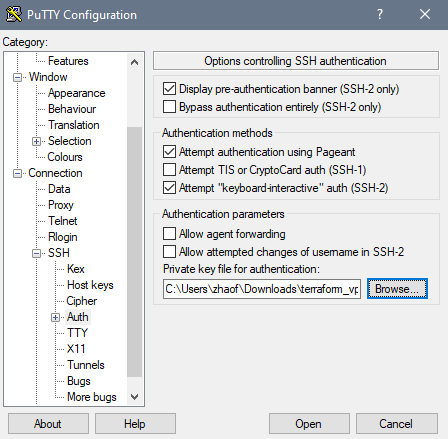 PuTTY Configuration
?
Category:
Features
Window
Appearance
Behaviour
Translation
Selection
Colours
Connection
Data
Proxy
Telnet
Rlogin
SSH
Kex
Host keys
Cipher
Auth
TTY
X11
Tunnels
Bugs
More bugs
Options controlling SSH authentication
Display pre-authentication banner (SSH-2 only)
Bypass authentication entirely (SSH-2 only)
Authentication methods
Attempt authentication using Pageant
Attempt TIS or CryptoCard auth (SSH-1)
Attempt "keyboard-interactive" auth (SSH-2)
Authentication parameters
Allow agent forwarding
Allow attempted changes of username in SSH-2
Private key file for authentication:
C:\Users\zhaof\Downloads\terraform_vp Browse...
About Help Open Cancel